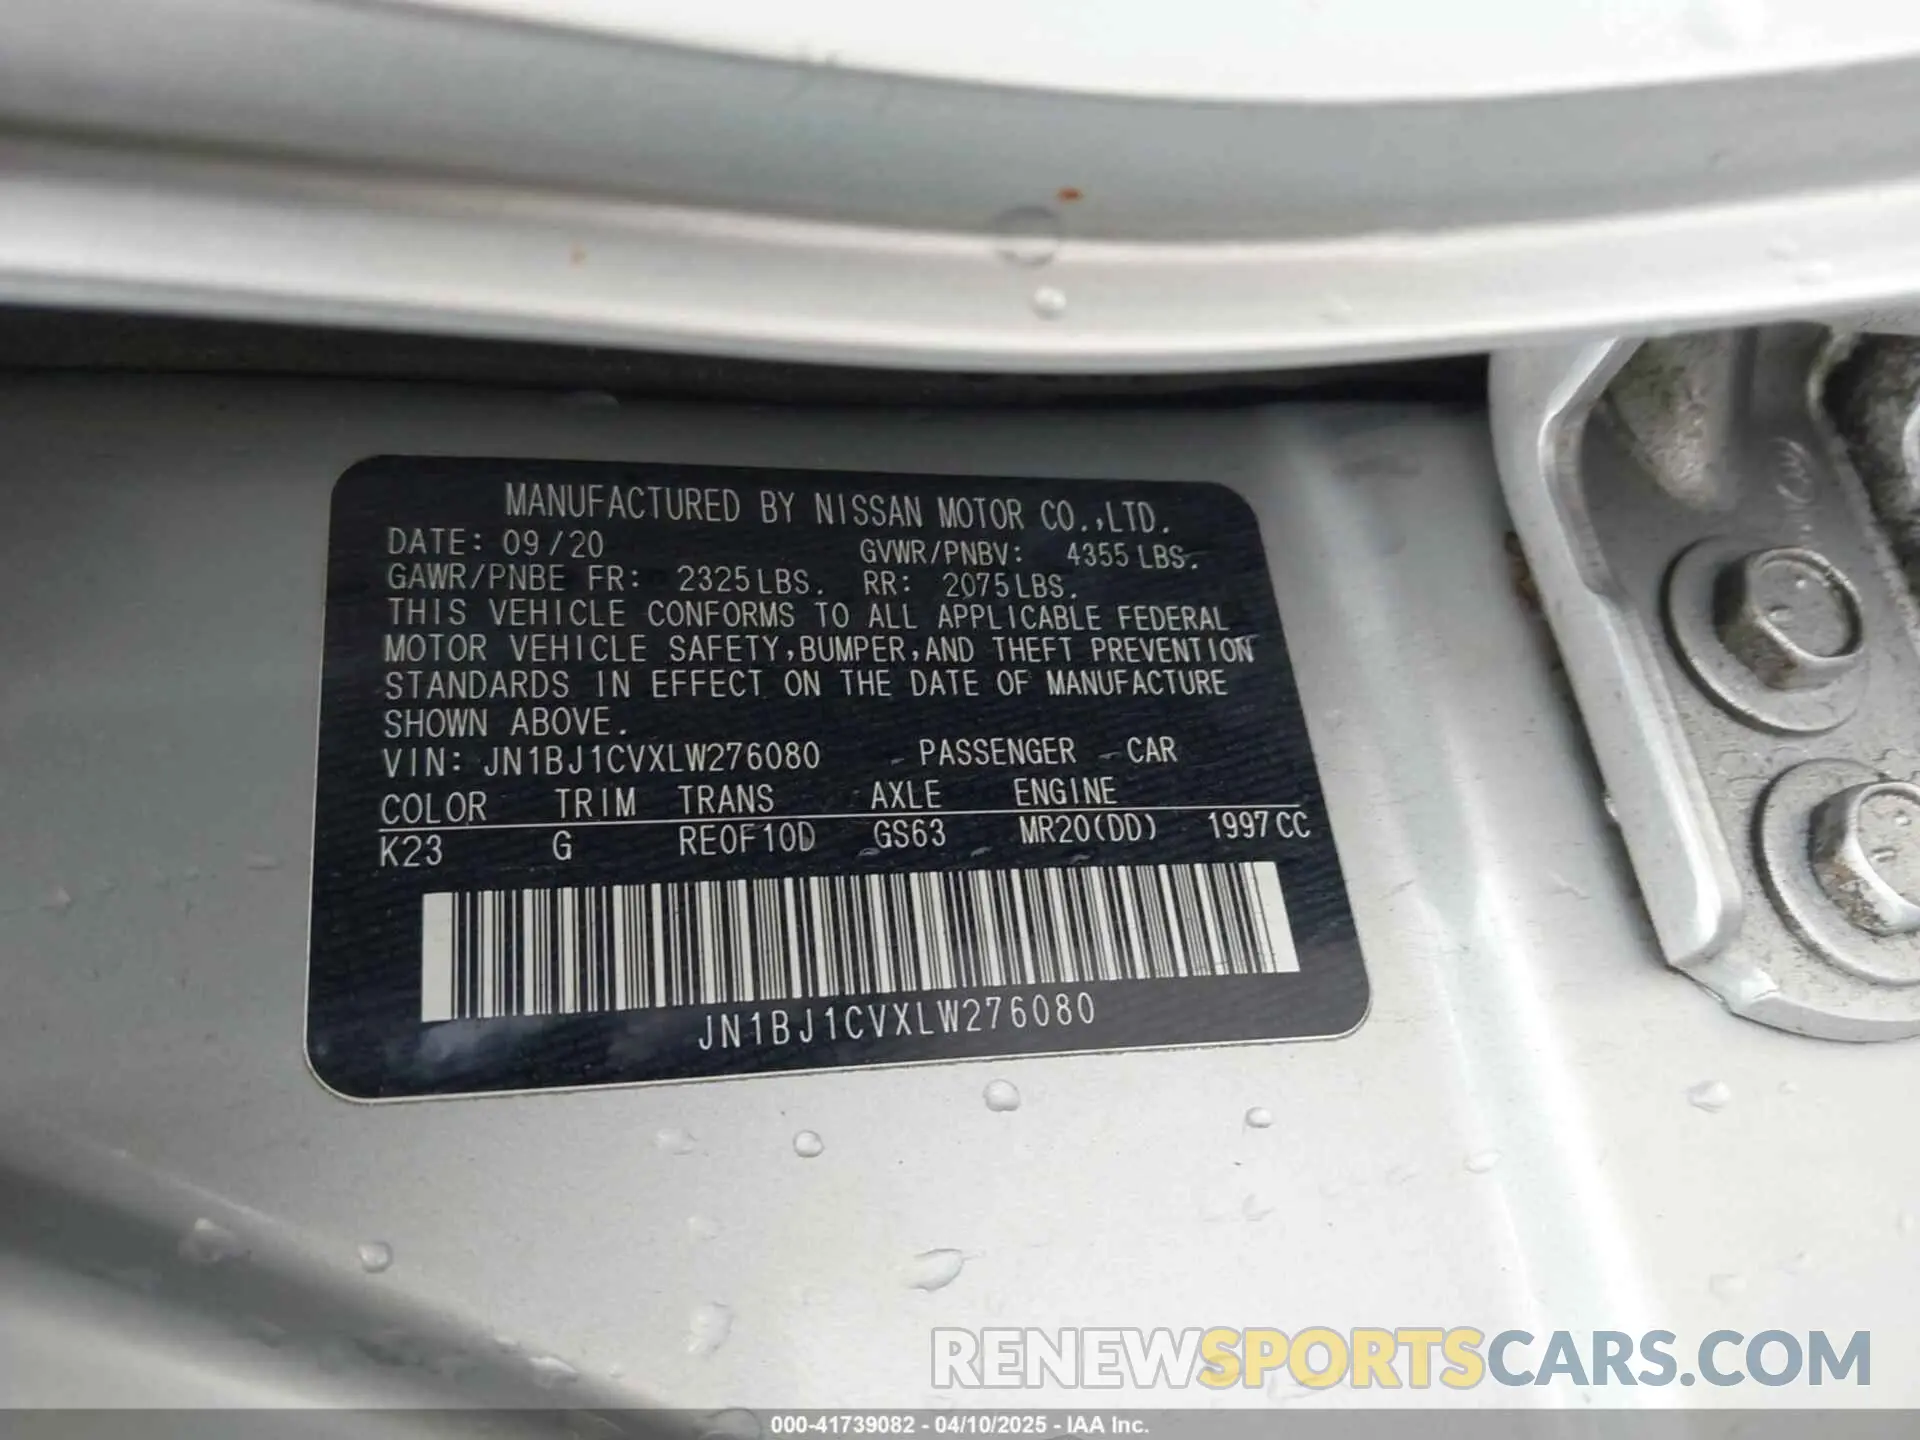 MANUFACTURED BY NISSAN MOTOR CO.,LTD.
DATE: 09/20 GVWR/PNBV: 4355 LBS.
GAWR/PNBE FR: 2325 LBS. RR: 2075 LBS.
THIS VEHICLE CONFORMS TO ALL APPLICABLE FEDERAL
MOTOR VEHICLE SAFETY,BUMPER,AND THEFT PREVENTION
STANDARDS IN EFFECT ON THE DATE OF MANUFACTURE
SHOWN ABOVE.
VIN: JN1BJ1CVXLW276080 PASSENGER CAR
COLOR TRIM TRANS AXLE ENGINE
K23 G RE0F10D GS63 MR20(DD) 1997CC
JN1BJ1CVXLW276080
RENEWSPORTSCARS.COM
000-41739082 - 04/10/2025 - IAA Inc.